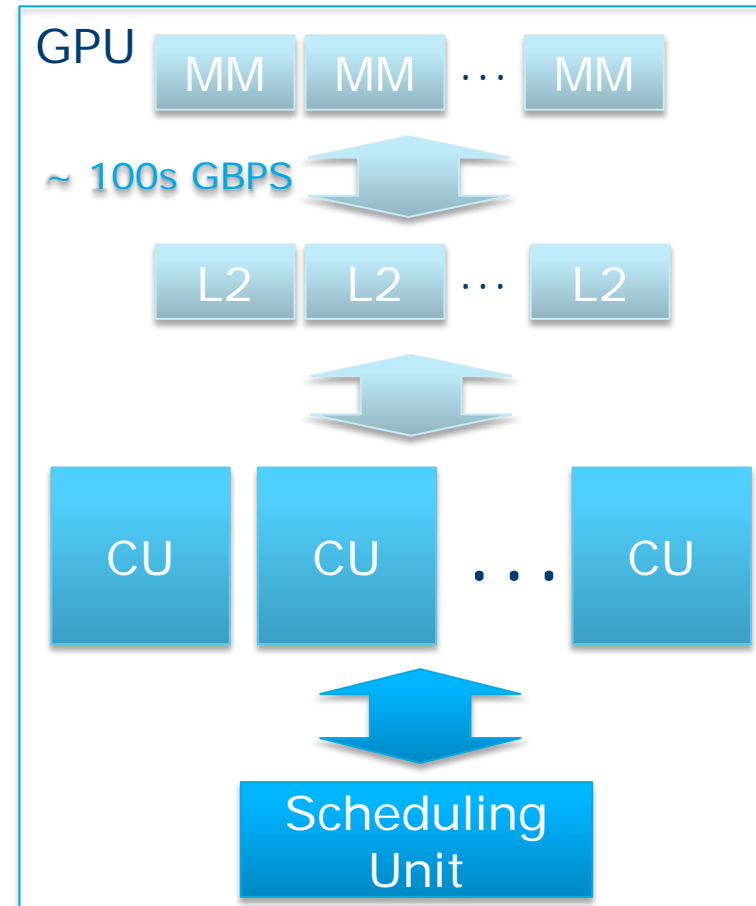 GPU
MM MM ... MM
~ 100s GBPS
L2 L2 ... L2
CU CU ... CU
Scheduling
Unit